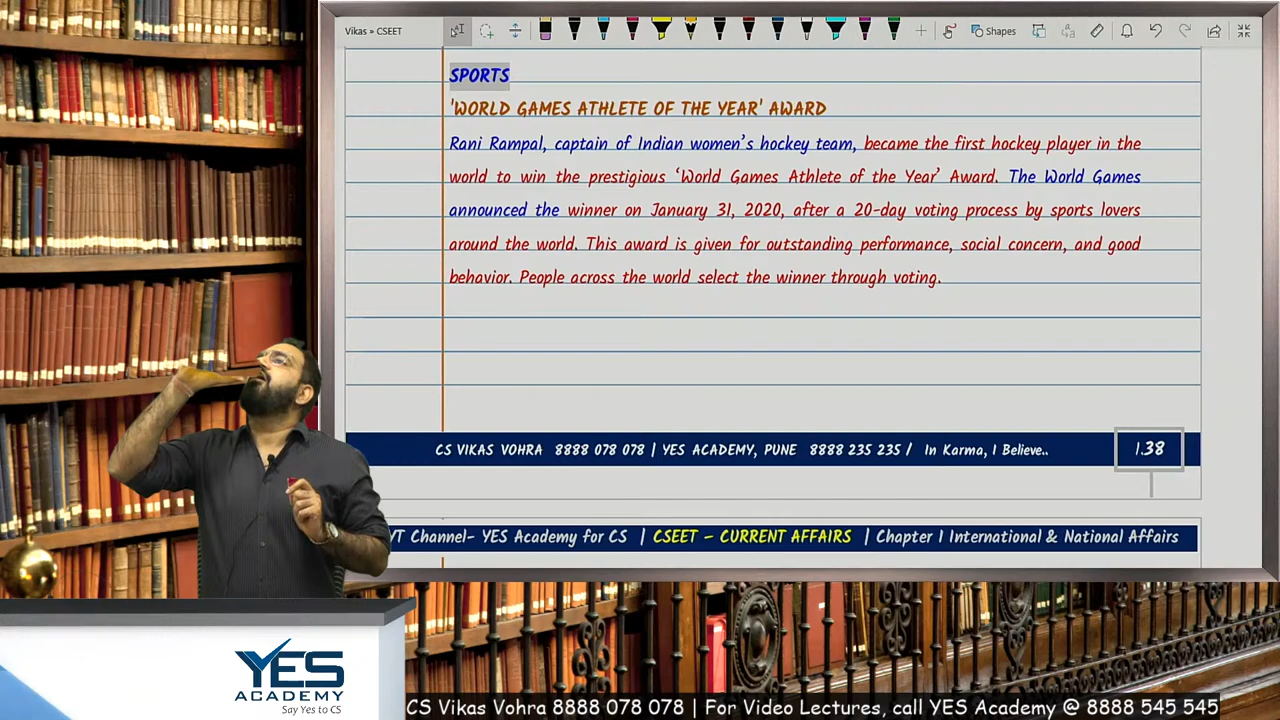 Vikas » CSEET
Shapes
SPORTS
'WORLD GAMES ATHLETE OF THE YEAR' AWARD
Rani Rampal, captain of Indian women's hockey team, became the first hockey player in the
world to win the prestigious 'World Games Athlete of the Year' Award. The World Games
announced the winner on January 31, 2020, after a 20-day voting process by sports lovers
around the world. This award is given for outstanding performance, social concern, and good
behavior. People across the world select the winner through voting.
CS VIKAS VOHRA 8888 078 078 | YES ACADEMY, PUNE 8888 235 235 / In Karma, I Believe..
1.38
YT Channel- YES Academy for CS | CSEET – CURRENT AFFAIRS | Chapter 1 International & National Affairs
YES
ACADEMY
Say Yes to CS
CS Vikas Vohra 8888 078 078 | For Video Lectures, call YES Academy @ 8888 545 545